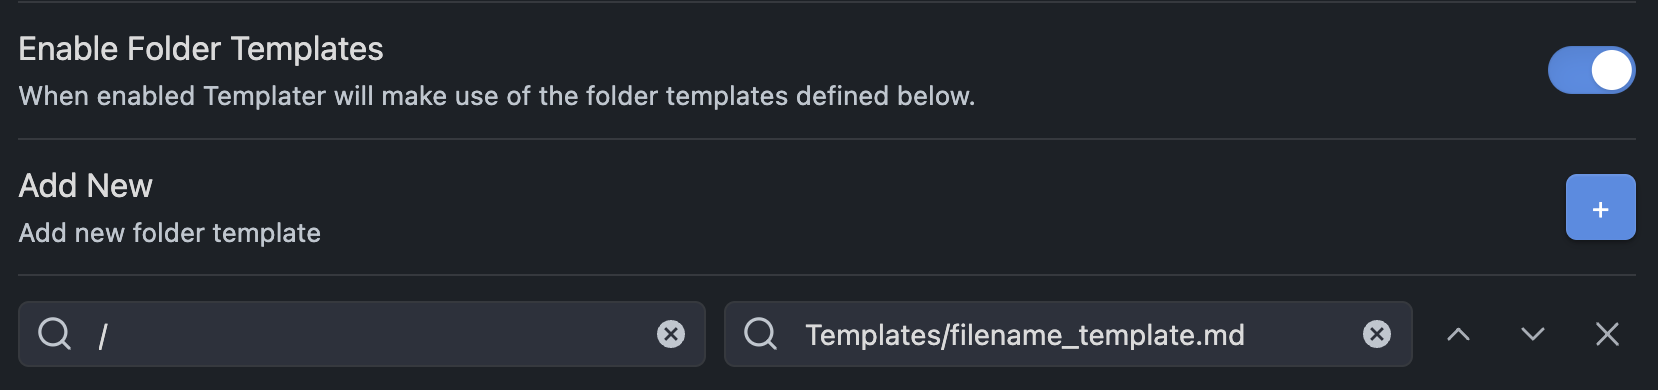 Enable Folder Templates
When enabled Templater will make use of the folder templates defined below.
Add New
Add new folder template
+
/
Templates/filename_template.md